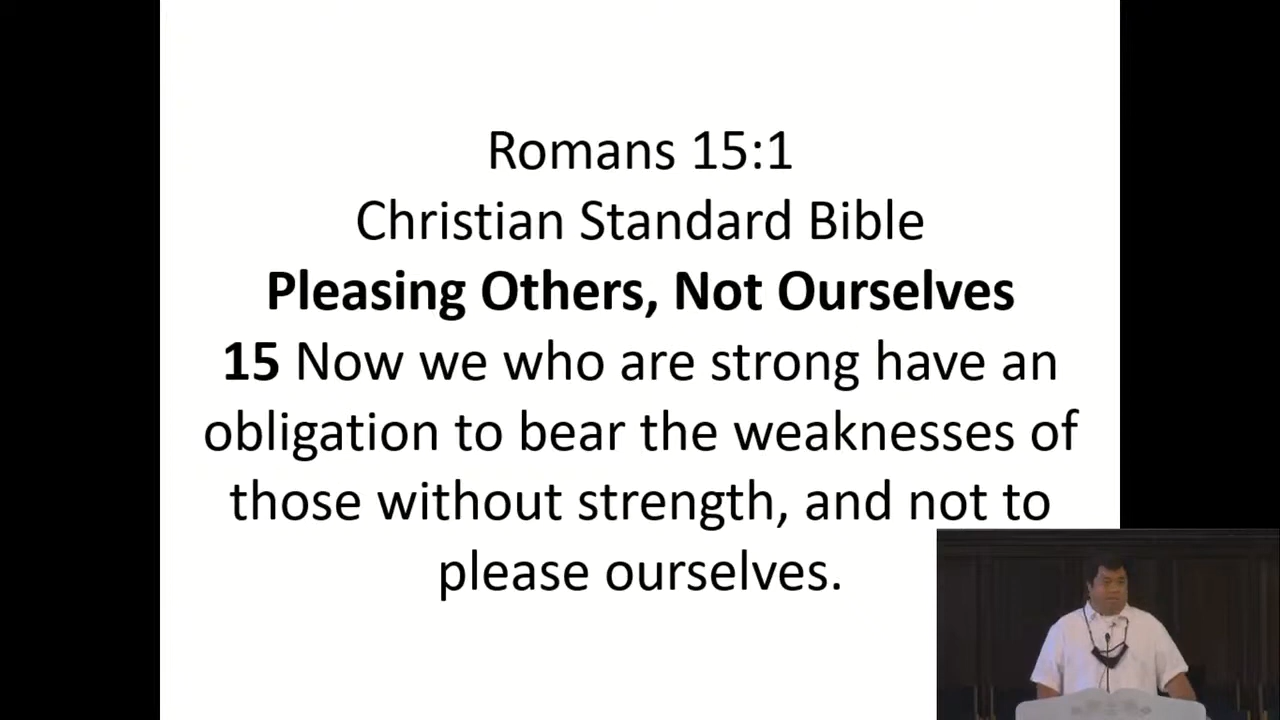 Romans 15:1
Christian Standard Bible
Pleasing Others, Not Ourselves
15 Now we who are strong have an
obligation to bear the weaknesses of
those without strength, and not to
please ourselves.